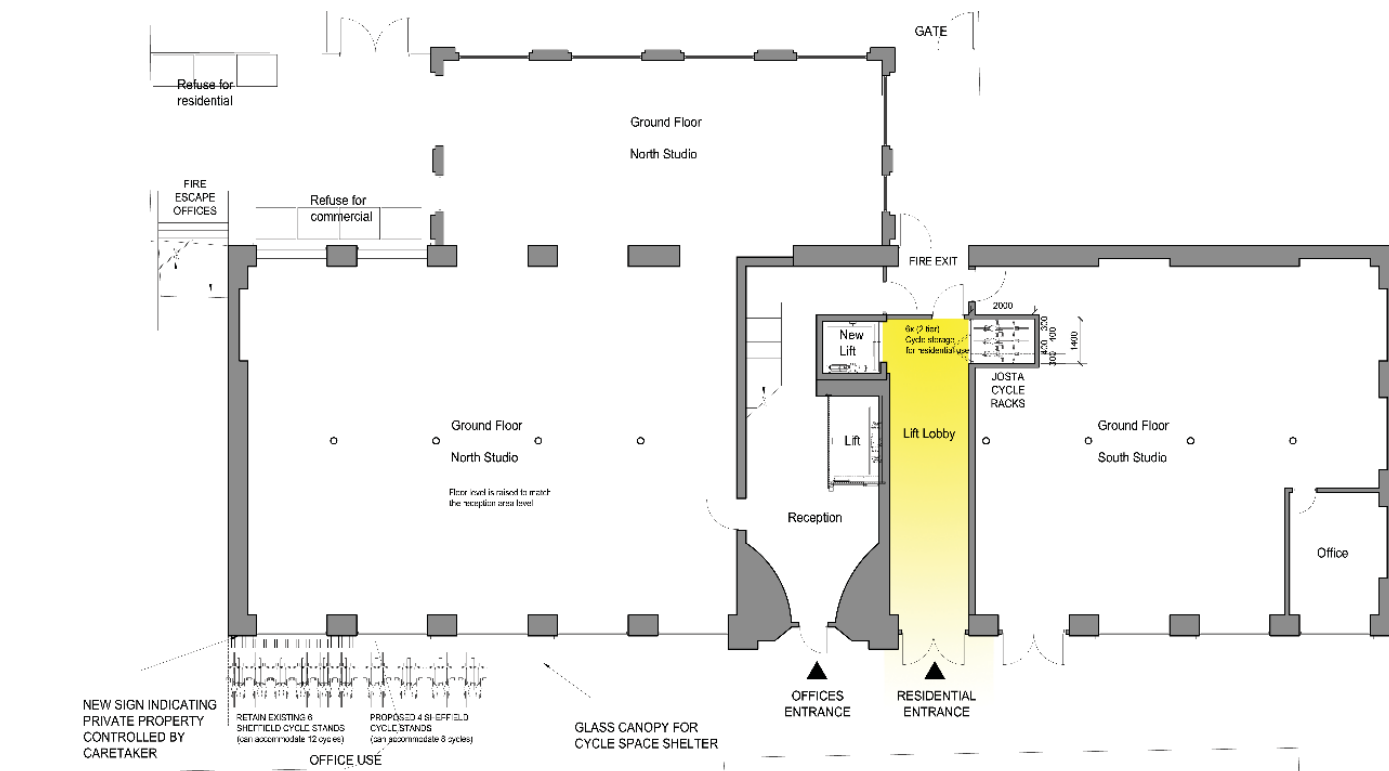 GATE
Refuse for
residential
Ground Floor
North Studio
FIRE
ESCAPE
OFFICES
Refuse for
commercial
FIRE EXIT
2000
New
Lift
6x (2 tier)
Cycle storage
for residential use
300
400
400
300
1400
JOSTA
CYCLE
RACKS
Ground Floor
North Studio
Lift
Lift Lobby
Ground Floor
South Studio
Floor level is raised to match
the reception area level
Reception
Office
OFFICES
ENTRANCE
RESIDENTIAL
ENTRANCE
NEW SIGN INDICATING
PRIVATE PROPERTY
CONTROLLED BY
CARETAKER
RETAIN EXISTING 6
SHEFFIELD CYCLE STANDS
(can accommodate 12 cycles)
PROPOSED 4 SHEFFIELD
CYCLE STANDS
(can accommodate 8 cycles)
OFFICE USE
GLASS CANOPY FOR
CYCLE SPACE SHELTER